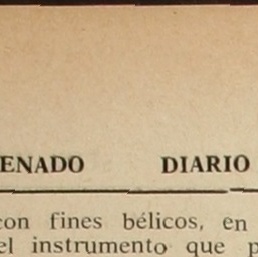 ENADO DIARIO
con fines bélicos, en
el instrumento que p